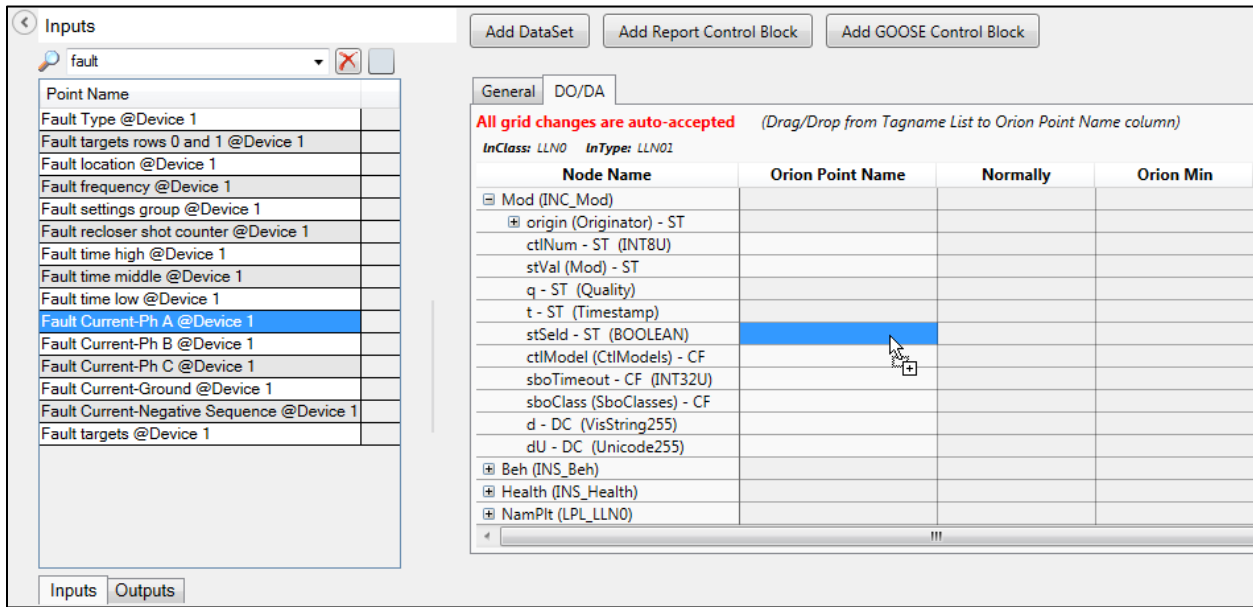 Inputs
fault
Point Name
Fault Type @Device 1
Fault targets rows 0 and 1 @Device 1
Fault location @Device 1
Fault frequency @Device 1
Fault settings group @Device 1
Fault recloser shot counter @Device 1
Fault time high @Device 1
Fault time middle @Device 1
Fault time low @Device 1
Fault Current-Ph A @Device 1
Fault Current-Ph B @Device 1
Fault Current-Ph C @Device 1
Fault Current-Ground @Device 1
Fault Current-Negative Sequence @Device 1
Fault targets @Device 1
Inputs Outputs
Add DataSet Add Report Control Block Add GOOSE Control Block
General DO/DA
All grid changes are auto-accepted (Drag/Drop from Tagname List to Orion Point Name column)
lnClass: LLN0 lnType: LLN01
Node Name Orion Point Name Normally Orion Min
Mod (INC_Mod)
origin (Originator) - ST
ctlNum - ST (INT8U)
stVal (Mod) - ST
q - ST (Quality)
t - ST (Timestamp)
stSeld - ST (BOOLEAN)
ctlModel (CtlModels) - CF
sboTimeout - CF (INT32U)
sboClass (SboClasses) - CF
d - DC (VisString255)
dU - DC (Unicode255)
Beh (INS_Beh)
Health (INS_Health)
NamPlt (LPL_LLN0)